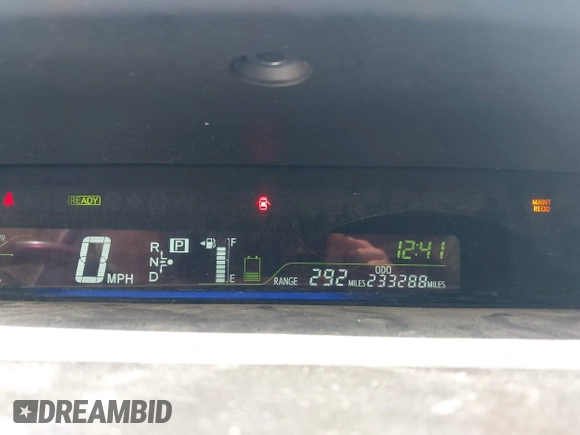 READY
MAINT
REQD
0 MPH
R
N
D
P
F
E
12:41
ODO
RANGE 292 MILES 233288 MILES
DREAMBID